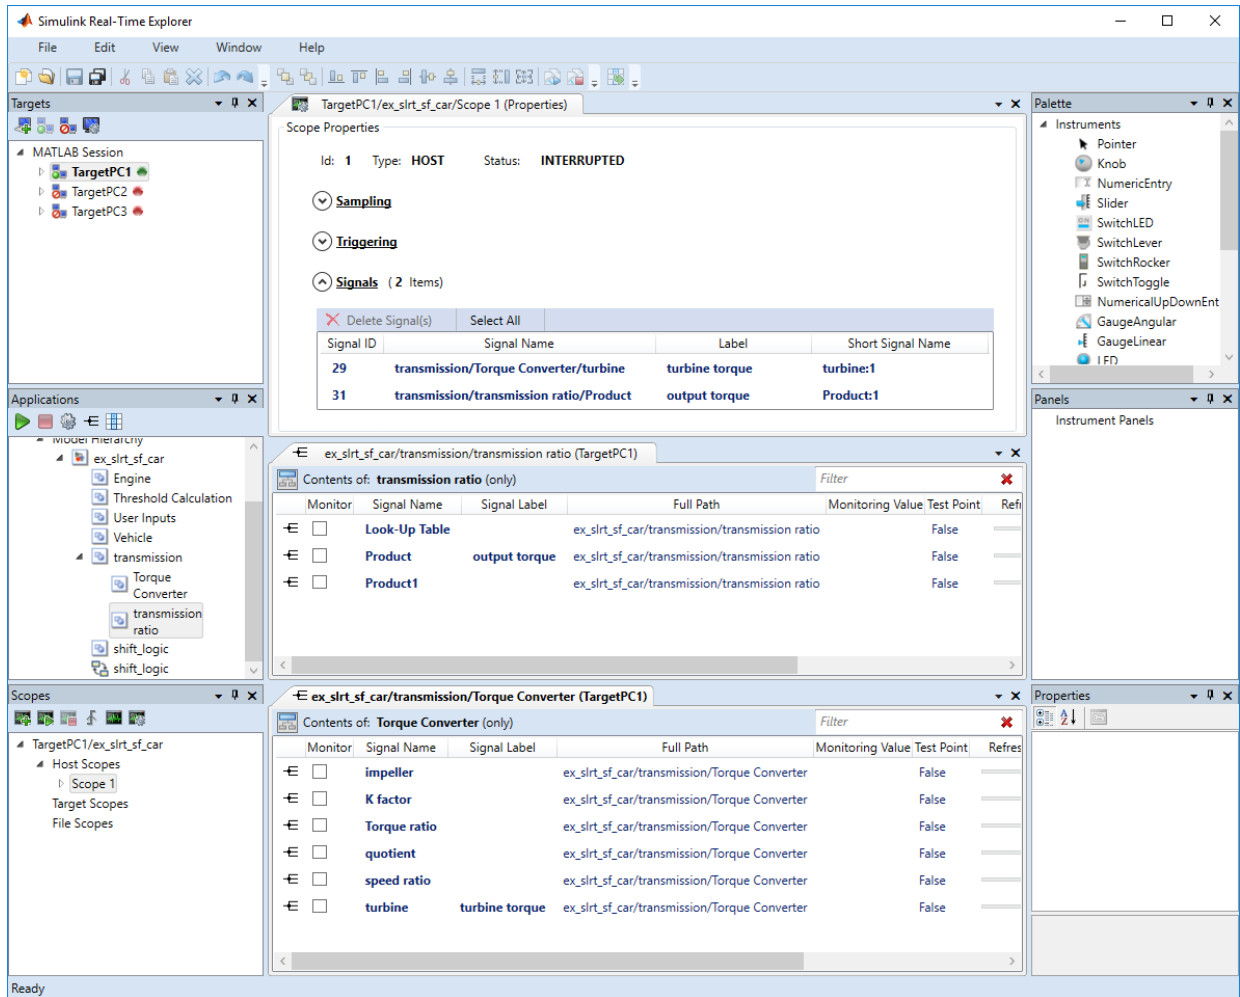 Simulink Real-Time Explorer
File Edit View Window Help
Targets
MATLAB Session
TargetPC1
TargetPC2
TargetPC3
Applications
Model Hierarchy
ex_slrt_sf_car
Engine
Threshold Calculation
User Inputs
Vehicle
transmission
Torque
Converter
transmission
ratio
shift_logic
shift_logic
Scopes
TargetPC1/ex_slrt_sf_car
Host Scopes
Scope 1
Target Scopes
File Scopes
TargetPC1/ex_slrt_sf_car/Scope 1 (Properties)
Scope Properties
Id: 1 Type: HOST Status: INTERRUPTED
Sampling
Triggering
Signals ( 2 Items)
Delete Signal(s) Select All
Signal ID Signal Name Label Short Signal Name
29 transmission/Torque Converter/turbine turbine torque turbine:1
31 transmission/transmission ratio/Product output torque Product:1
ex_slrt_sf_car/transmission/transmission ratio (TargetPC1)
Contents of: transmission ratio (only) Filter
Monitor Signal Name Signal Label Full Path Monitoring Value Test Point Refr
Look-Up Table ex_slrt_sf_car/transmission/transmission ratio False
Product output torque ex_slrt_sf_car/transmission/transmission ratio False
Product1 ex_slrt_sf_car/transmission/transmission ratio False
ex_slrt_sf_car/transmission/Torque Converter (TargetPC1)
Contents of: Torque Converter (only) Filter
Monitor Signal Name Signal Label Full Path Monitoring Value Test Point Refres
impeller ex_slrt_sf_car/transmission/Torque Converter False
K factor ex_slrt_sf_car/transmission/Torque Converter False
Torque ratio ex_slrt_sf_car/transmission/Torque Converter False
quotient ex_slrt_sf_car/transmission/Torque Converter False
speed ratio ex_slrt_sf_car/transmission/Torque Converter False
turbine turbine torque ex_slrt_sf_car/transmission/Torque Converter False
Palette
Instruments
Pointer
Knob
NumericEntry
Slider
SwitchLED
SwitchLever
SwitchRocker
SwitchToggle
NumericalUpDownEnt
GaugeAngular
GaugeLinear
LED
Panels
Instrument Panels
Properties
Ready